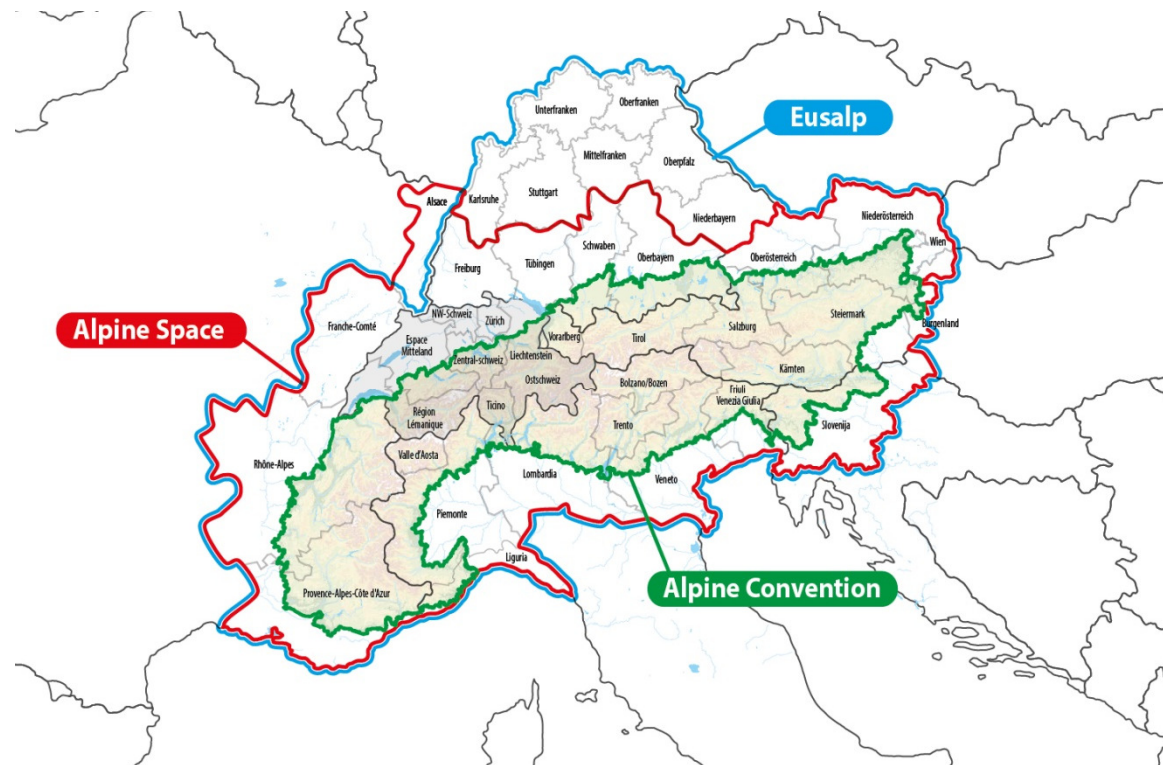 Unterfranken
Oberfranken
Eusalp
Mittelfranken
Oberpfalz
Alsace
Karlsruhe
Stuttgart
Niederbayern
Niederösterreich
Wien
Schwaben
Oberbayern
Oberösterreich
Freiburg
Tübingen
Alpine Space
Franche-Comté
NW-Schweiz
Zürich
Espace
Mitteland
Vorarlberg
Tirol
Salzburg
Steiermark
Burgenland
Zentral-schweiz
Liechtenstein
Ostschweiz
Bolzano/Bozen
Kärnten
Friuli
Venezia Giulia
Région
Lémanique
Ticino
Trento
Slovenija
Valle d'Aosta
Rhône-Alpes
Lombardia
Veneto
Piemonte
Liguria
Alpine Convention
Provence-Alpes-Côte d'Azur